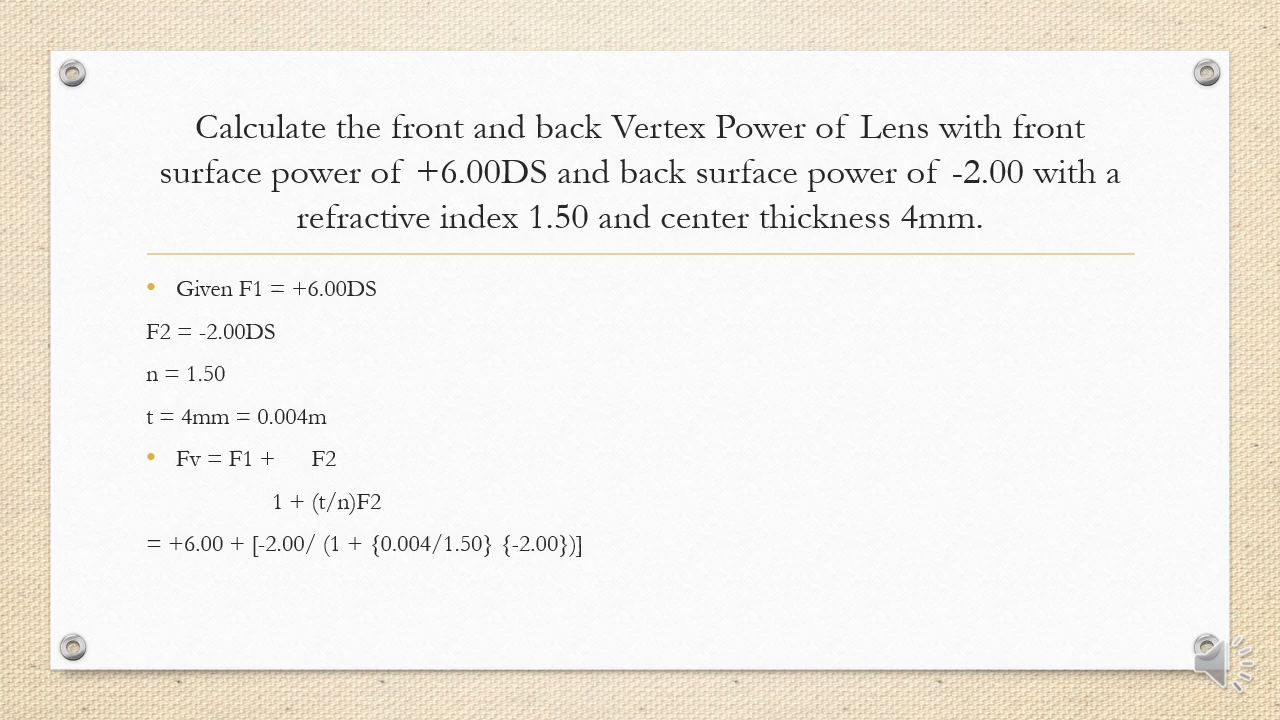 Calculate the front and back Vertex Power of Lens with front
surface power of +6.00DS and back surface power of -2.00 with a
refractive index 1.50 and center thickness 4mm.
• Given F1 = +6.00DS
F2 = -2.00DS
n = 1.50
t = 4mm = 0.004m
• Fv = F1 + F2
1 + (t/n)F2
= +6.00 + [-2.00/ (1 + {0.004/1.50} {-2.00})]